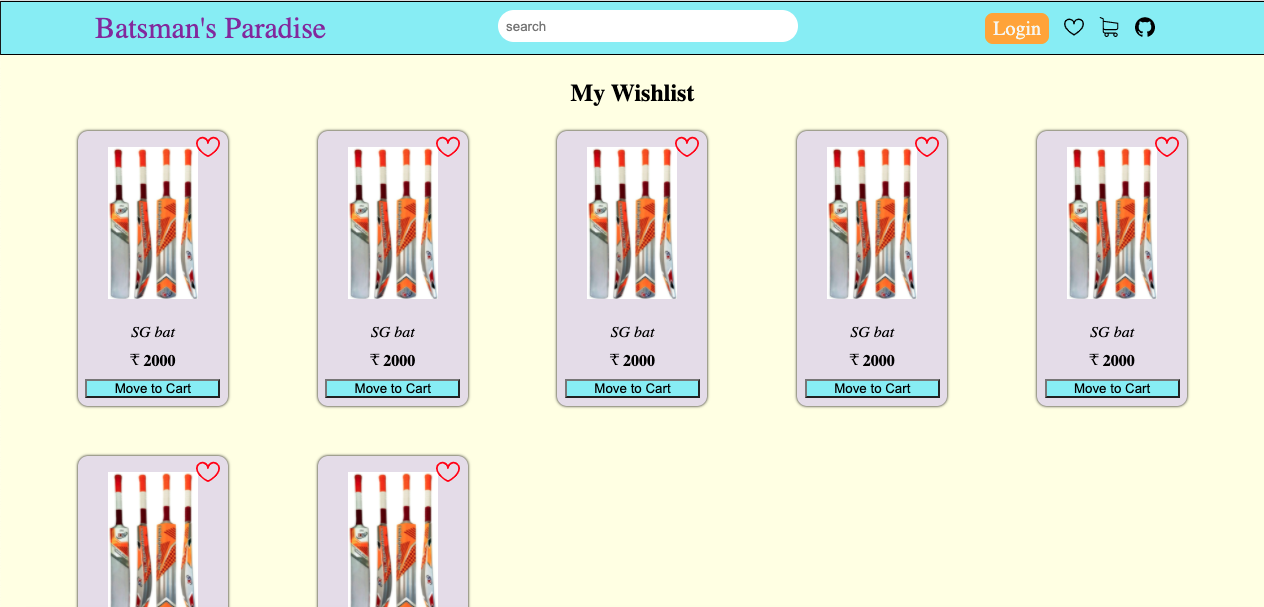 Batsman's Paradise
search
Login
My Wishlist
SG bat
₹ 2000
Move to Cart
SG bat
₹ 2000
Move to Cart
SG bat
₹ 2000
Move to Cart
SG bat
₹ 2000
Move to Cart
SG bat
₹ 2000
Move to Cart